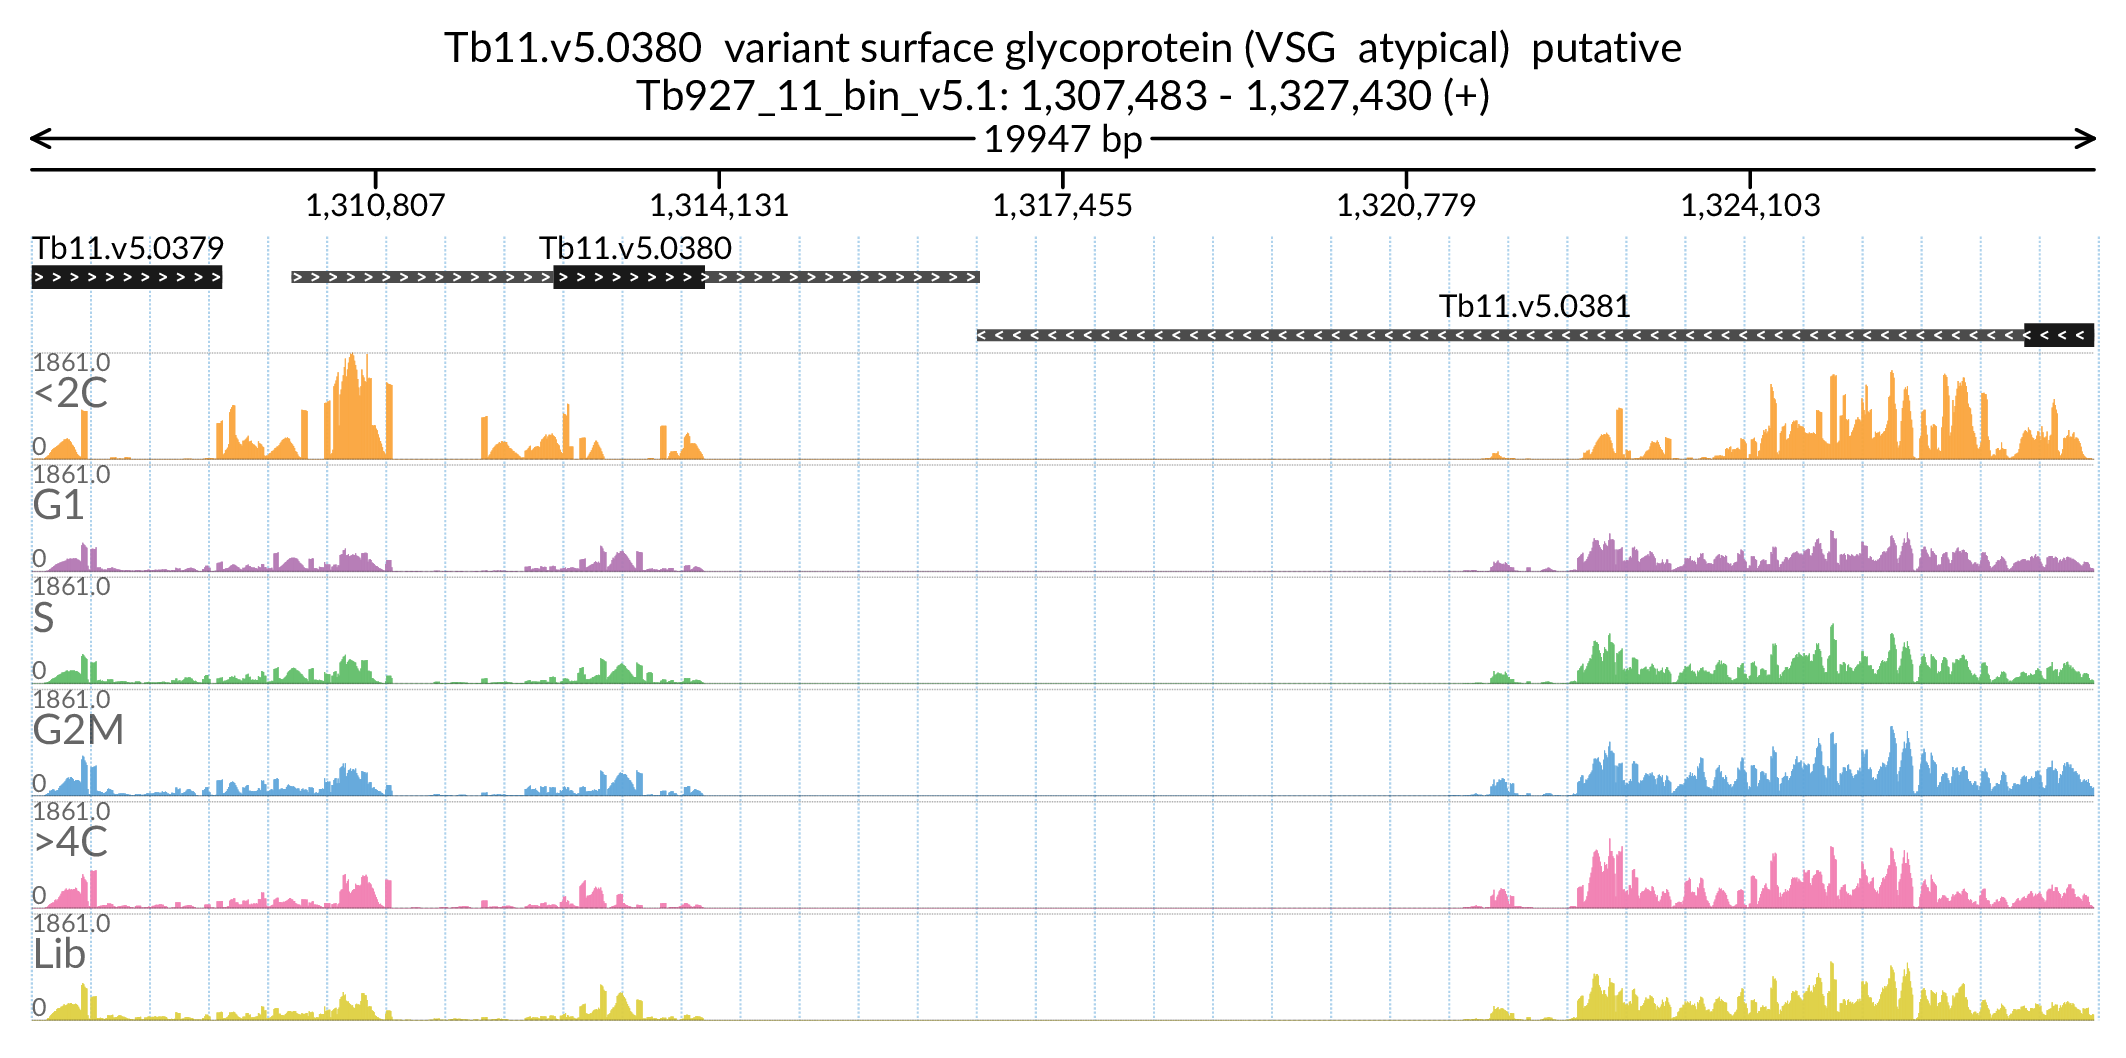 Tb11.v5.0380 variant surface glycoprotein (VSG atypical) putative
Tb927_11_bin_v5.1: 1,307,483 - 1,327,430 (+)
19947 bp
1,310,807 1,314,131 1,317,455 1,320,779 1,324,103
Tb11.v5.0379 Tb11.v5.0380
Tb11.v5.0381
1861.0
<2C
0
1861.0
G1
0
1861.0
S
0
1861.0
G2M
0
1861.0
>4C
0
1861.0
Lib
0